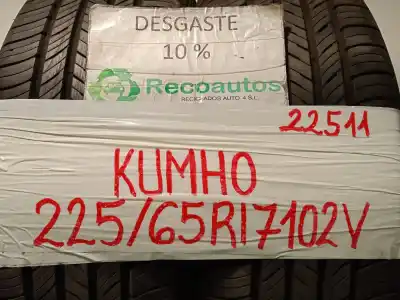 DESGASTE
10 %
Recoautos
RECICLADOS AUTO 4 S.L.
22511
KUMHO
225/65R17102V